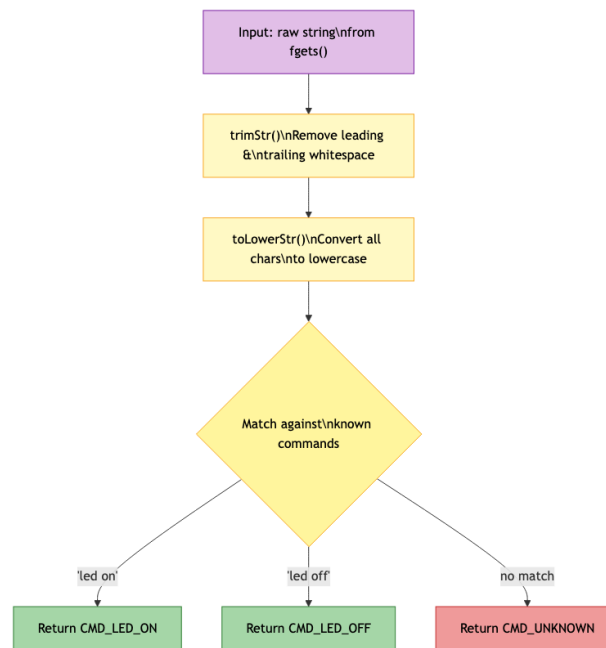 Input: raw string\nfrom
fgets()
trimStr()\nRemove leading
&\ntrailing whitespace
toLowerStr()\nConvert all
chars\nto lowercase
Match against\nknown
commands
'led on'
'led off'
no match
Return CMD_LED_ON
Return CMD_LED_OFF
Return CMD_UNKNOWN